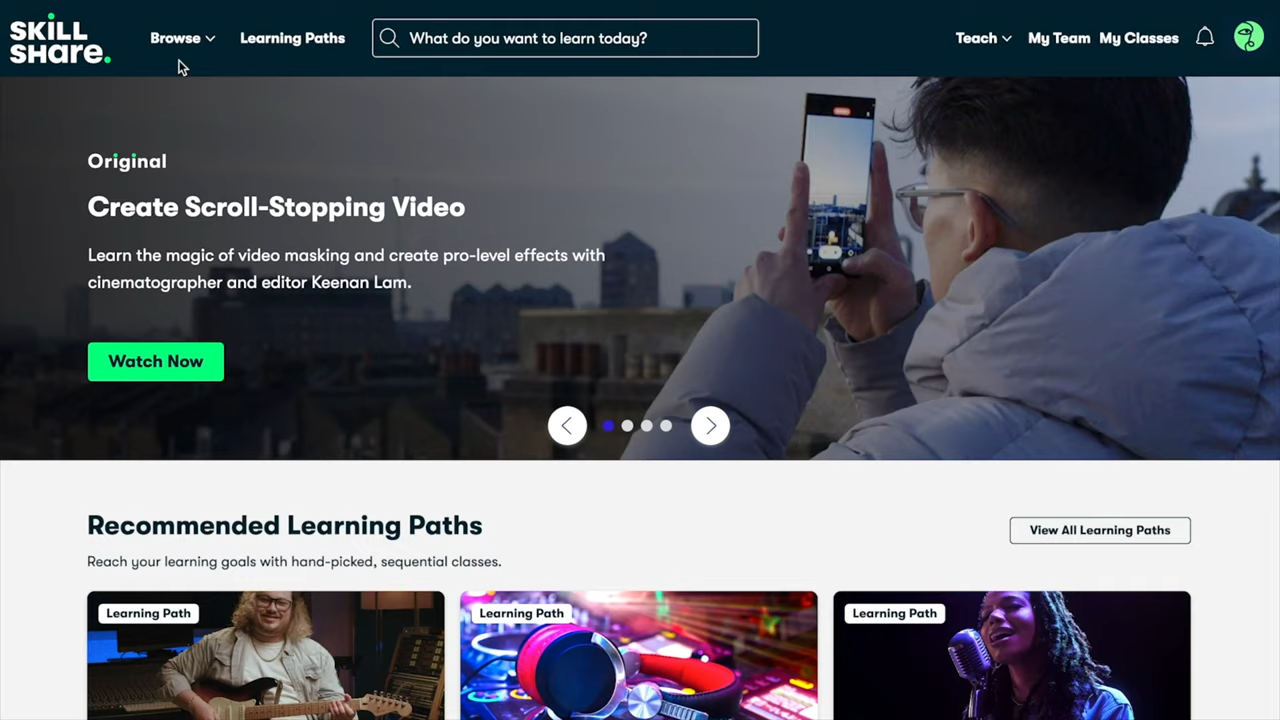 SKiLL
SHare.
Browse
Learning Paths
What do you want to learn today?
Teach
My Team
My Classes
Original
Create Scroll-Stopping Video
Learn the magic of video masking and create pro-level effects with
cinematographer and editor Keenan Lam.
Watch Now
Recommended Learning Paths
View All Learning Paths
Reach your learning goals with hand-picked, sequential classes.
Learning Path
Learning Path
Learning Path